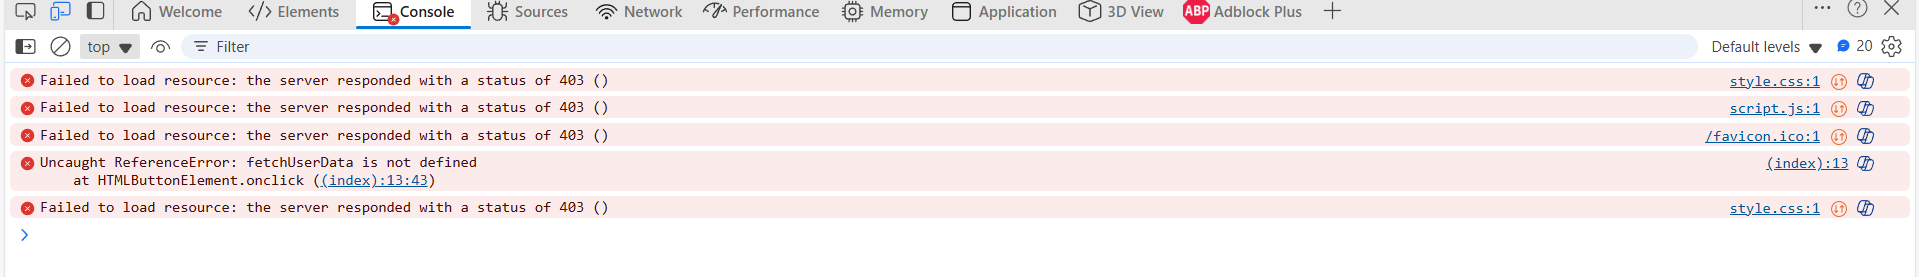 Welcome Elements Console Sources Network Performance Memory Application 3D View ABP Adblock Plus
top Filter Default levels 20
Failed to load resource: the server responded with a status of 403 () style.css:1
Failed to load resource: the server responded with a status of 403 () script.js:1
Failed to load resource: the server responded with a status of 403 () /favicon.ico:1
Uncaught ReferenceError: fetchUserData is not defined (index):13
at HTMLButtonElement.onclick ((index):13:43)
Failed to load resource: the server responded with a status of 403 () style.css:1